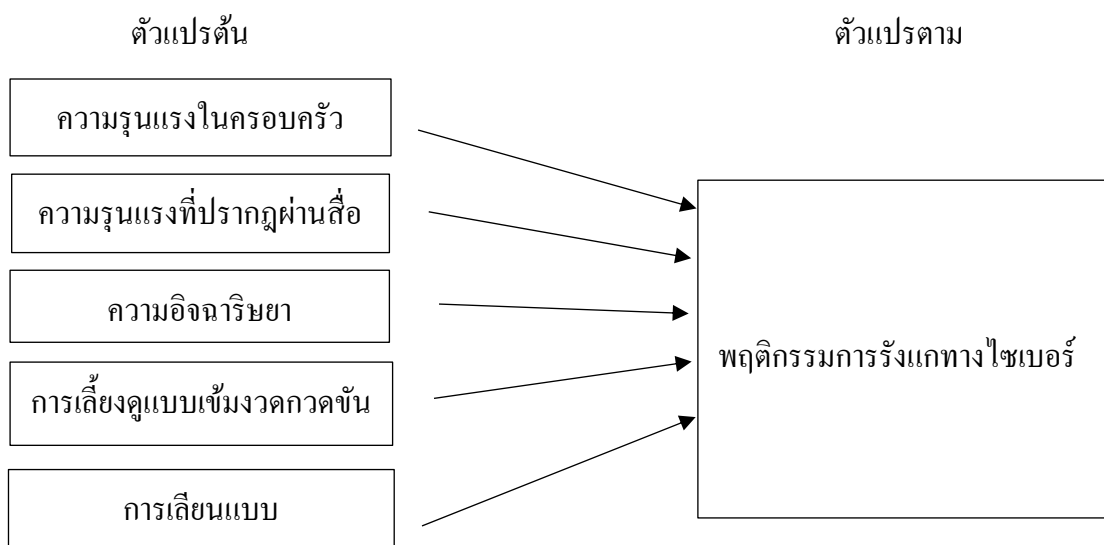 ตัวแปรต้น
ตัวแปรตาม
ความรุนแรงในครอบครัว
ความรุนแรงที่ปรากฎผ่านสื่อ
ความอิจฉาริษยา
การเลี้ยงดูแบบเข้มงวดกวดขัน
การเลียนแบบ
พฤติกรรมการรังแกทางไซเบอร์